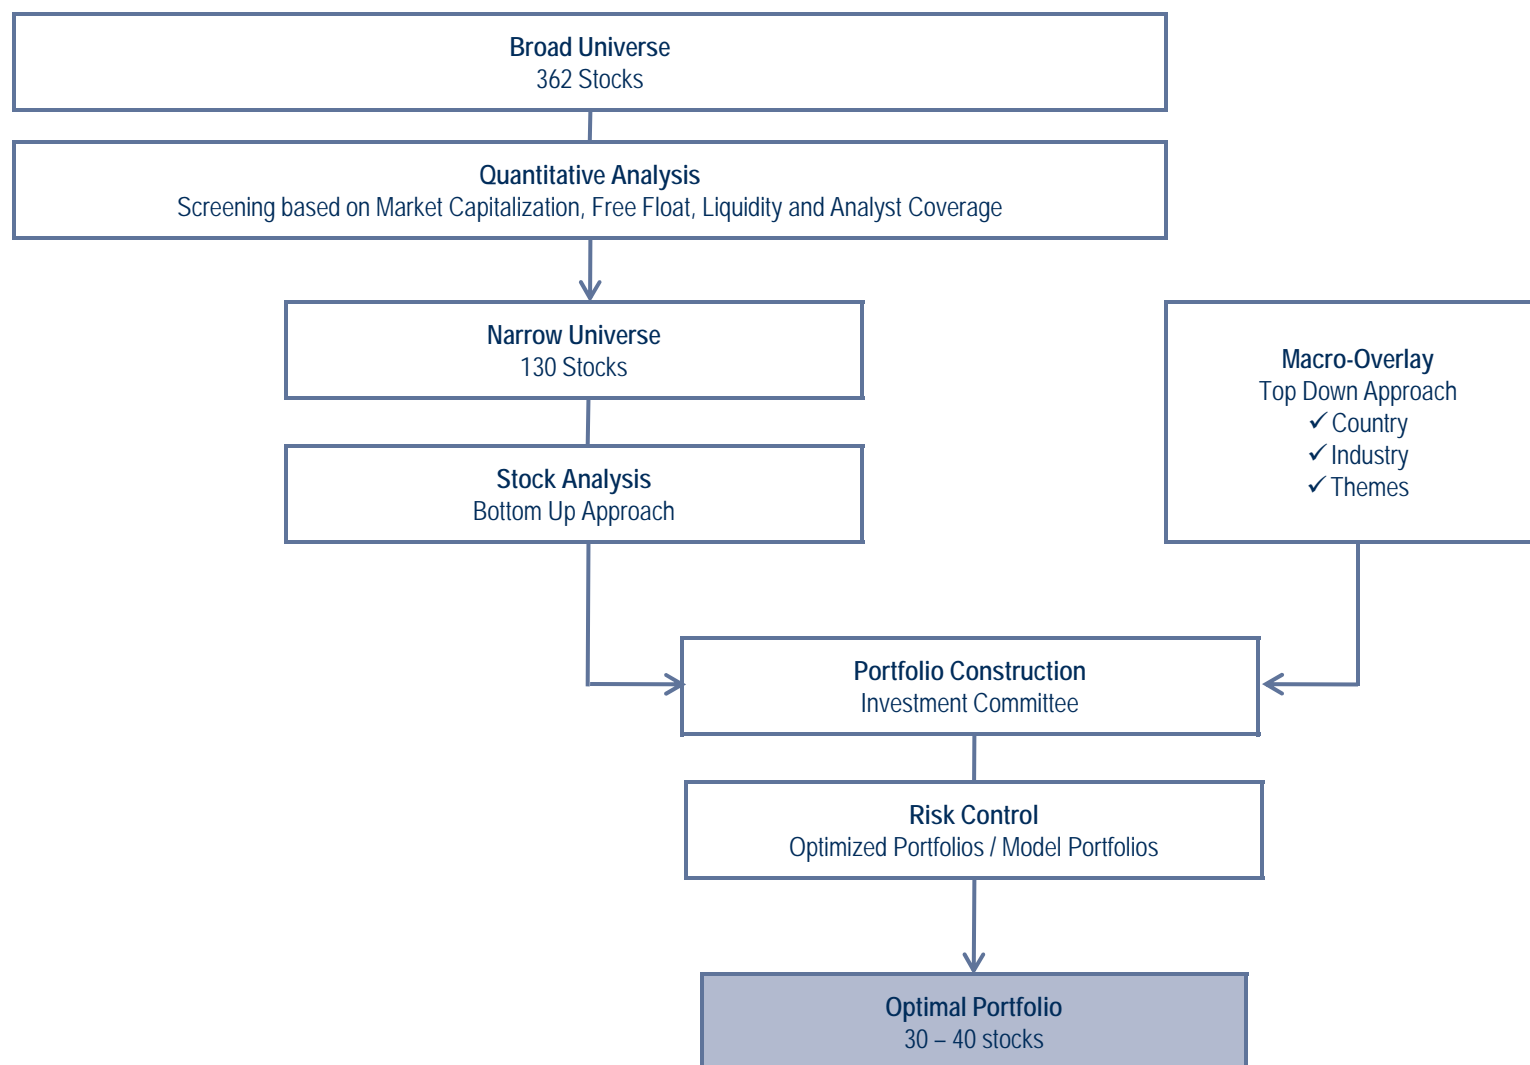 Broad Universe
362 Stocks
Quantitative Analysis
Screening based on Market Capitalization, Free Float, Liquidity and Analyst Coverage
Narrow Universe
130 Stocks
Macro-Overlay
Top Down Approach
✓ Country
✓ Industry
✓ Themes
Stock Analysis
Bottom Up Approach
Portfolio Construction
Investment Committee
Risk Control
Optimized Portfolios / Model Portfolios
Optimal Portfolio
30 – 40 stocks